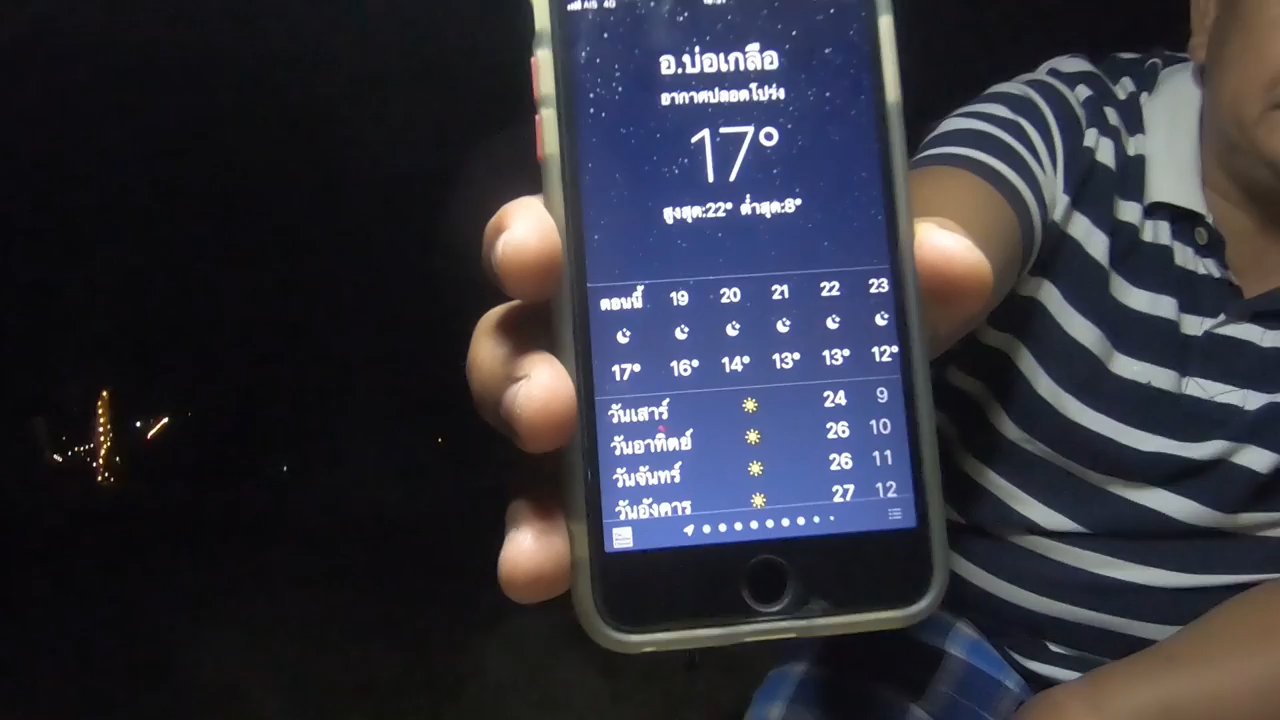 AIS 4G
อ.บ่อเกลือ
อากาศปลอดโปร่ง
17°
สูงสุด:22° ต่ำสุด:8°
ตอนนี้ 19 20 21 22 23
17° 16° 14° 13° 13° 12°
วันเสาร์ 24 9
วันอาทิตย์ 26 10
วันจันทร์ 26 11
วันอังคาร 27 12